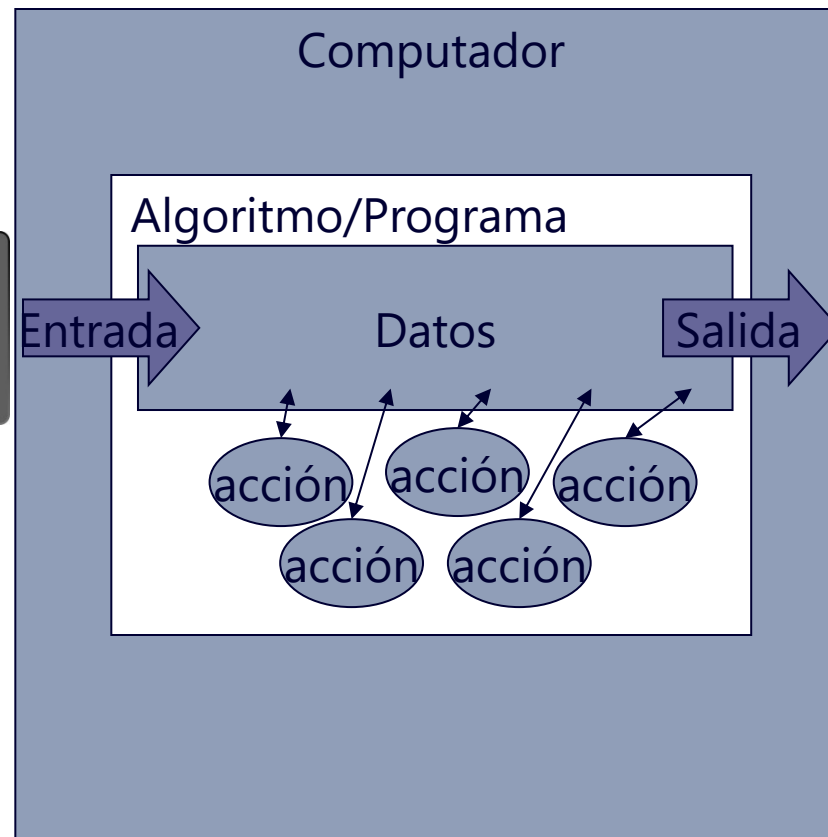 Computador
Algoritmo/Programa
Entrada
Datos
Salida
acción
acción
acción
acción
acción